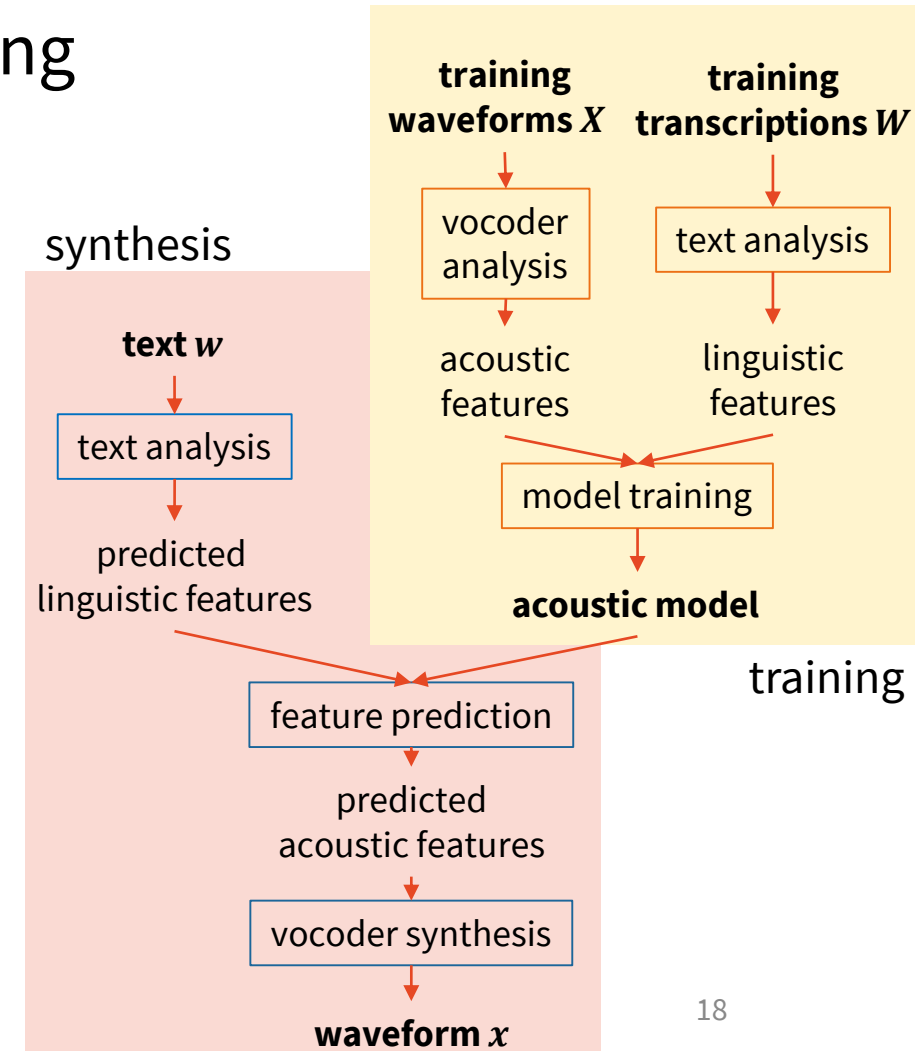 ng
training
waveforms X
training
transcriptions W
vocoder
analysis
text analysis
acoustic
features
linguistic
features
model training
acoustic model
training
synthesis
text w
text analysis
predicted
linguistic features
feature prediction
predicted
acoustic features
vocoder synthesis
waveform x
18